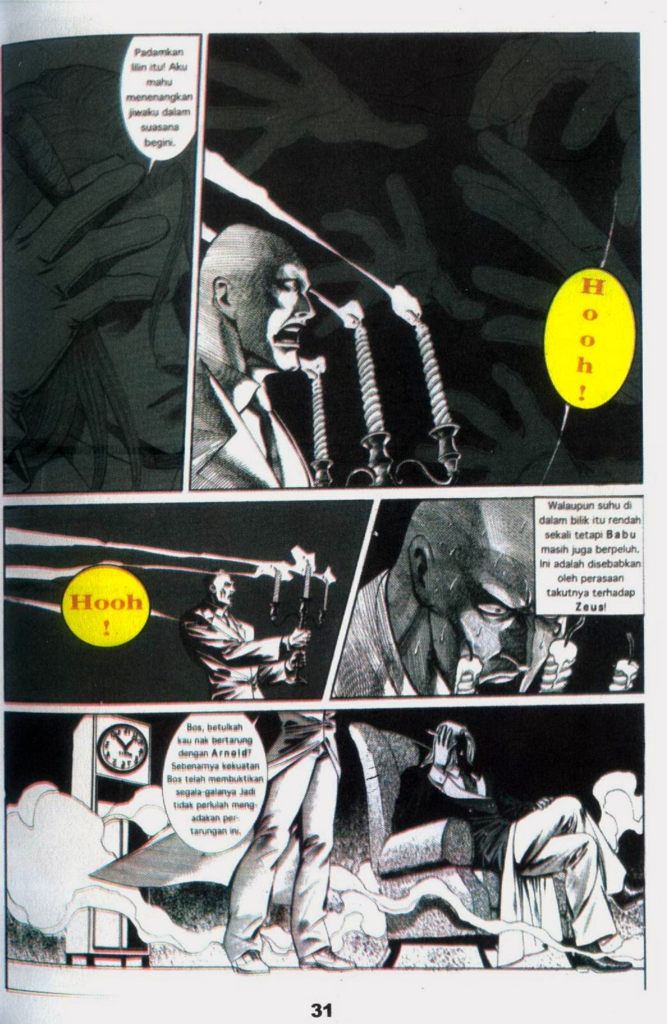 Padamkan
lilin itu! Aku
mahu
menenangkan
jiwaku dalam
suasana
begini.
Hooh!
Hooh
!
Walaupun suhu di
dalam bilik itu rendah
sekali tetapi Babu
masih juga berpeluh.
Ini adalah disebabkan
oleh perasaan
takutnya terhadap
Zeus!
Bos, betulkah
kau nak bertarung
dengan Arnold?
Sebenarnya kekuatan
Bos telah membuktikan
segala-galanya Jadi
tidak perlulah meng-
adakan per-
tarungan ini.
31